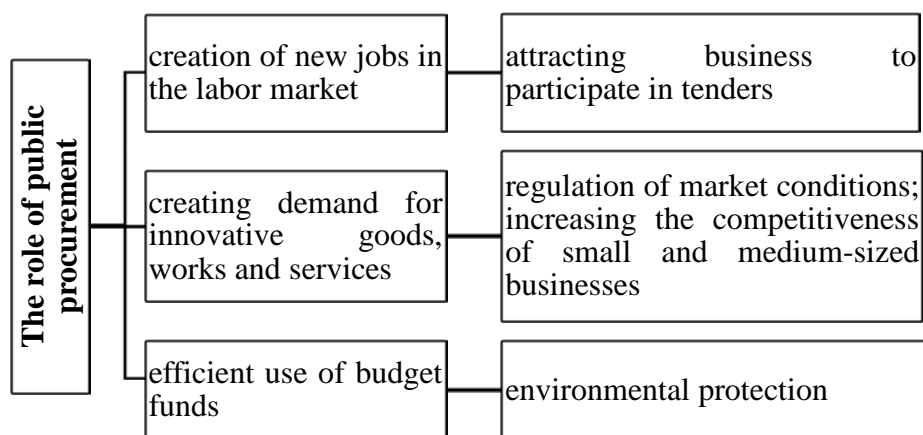 The role of public
procurement
creation of new jobs in
the labor market
attracting business to
participate in tenders
creating demand for
innovative goods,
works and services
regulation of market conditions;
increasing the competitiveness
of small and medium-sized
businesses
efficient use of budget
funds
environmental protection